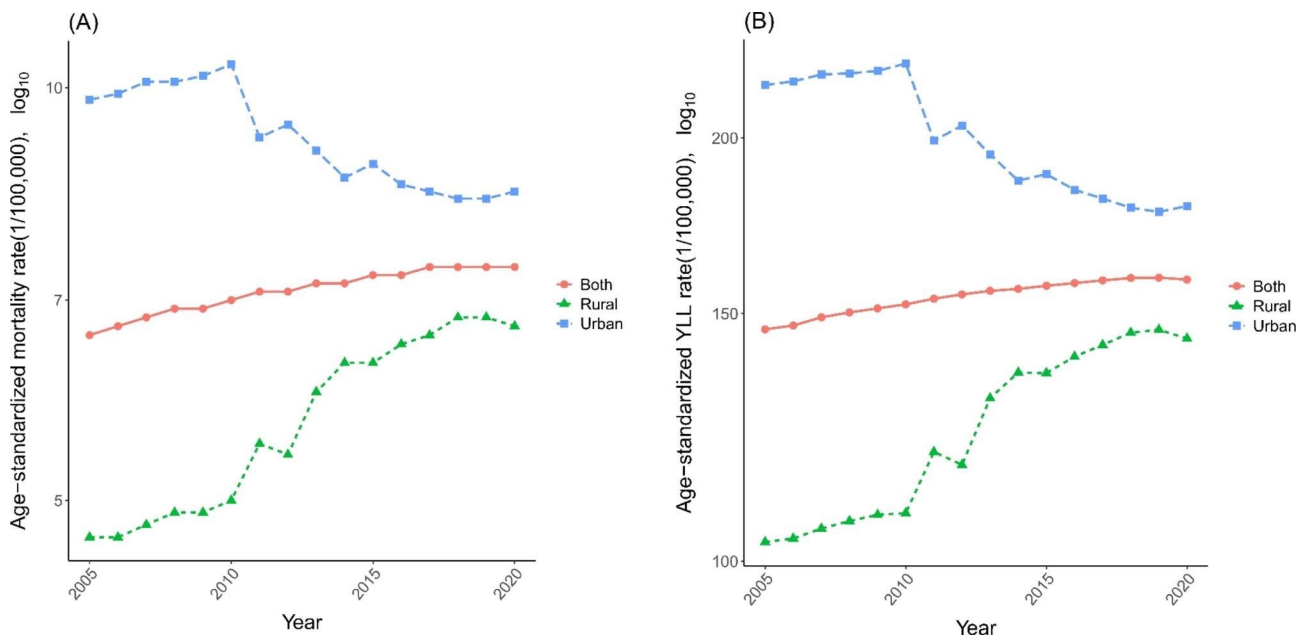 (A)
Age−standardized mortality rate(1/100,000), log₁₀
10
7
5
2005
2010
2015
2020
Year
Both
Rural
Urban
(B)
Age−standardized YLL rate(1/100,000), log₁₀
200
150
100
2005
2010
2015
2020
Year
Both
Rural
Urban